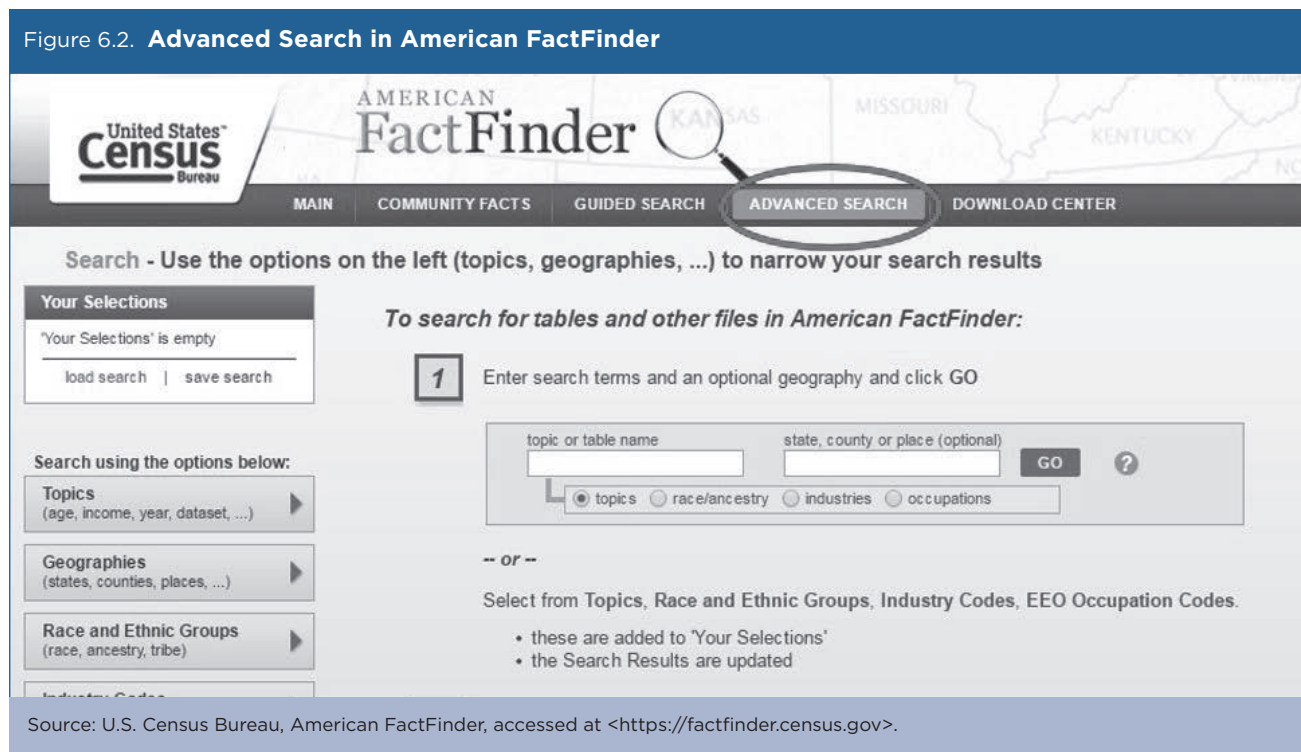 Figure 6.2. Advanced Search in American FactFinder
United States™
Census
Bureau
AMERICAN
FactFinder
KANSAS
MISSOURI
KENTUCKY
MAIN
COMMUNITY FACTS
GUIDED SEARCH
ADVANCED SEARCH
DOWNLOAD CENTER
Search - Use the options on the left (topics, geographies, ...) to narrow your search results
Your Selections
'Your Selections' is empty
load search | save search
Search using the options below:
Topics
(age, income, year, dataset, ...)
Geographies
(states, counties, places, ...)
Race and Ethnic Groups
(race, ancestry, tribe)
To search for tables and other files in American FactFinder:
1 Enter search terms and an optional geography and click GO
topic or table name
state, county or place (optional)
GO ?
topics race/ancestry industries occupations
-- or --
Select from Topics, Race and Ethnic Groups, Industry Codes, EEO Occupation Codes.
• these are added to 'Your Selections'
• the Search Results are updated
Source: U.S. Census Bureau, American FactFinder, accessed at <https://factfinder.census.gov>.